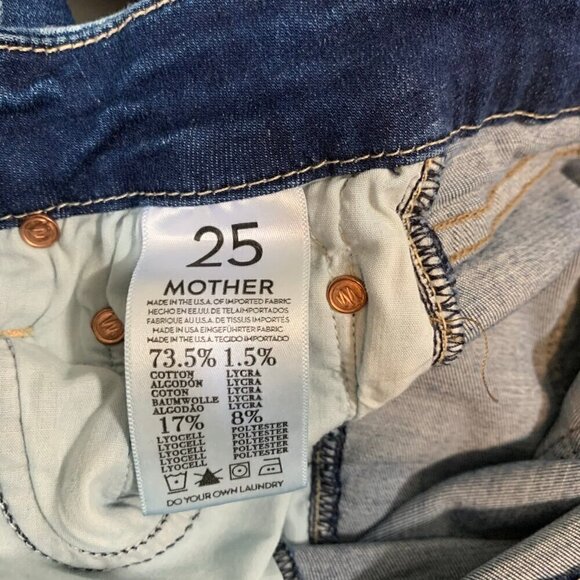 25
MOTHER
MADE IN THE U.S.A. OF IMPORTED FABRIC
HECHO EN EE.UU. DE TELA IMPORTADOS
FABRIQUE AU U.S.A. DE TISSUS IMPORTES
MADE IN USA EINGEFÜHRTER FABRIC
MADE IN THE U.S.A. TECIDO IMPORTADO
73.5% 1.5%
COTTON LYCRA
ALGODÓN LYCRA
COTON LYCRA
BAUMWOLLE LYCRA
ALGODÃO LYCRA
17% 8%
LYOCELL POLYESTER
LYOCELL POLYESTER
LYOCELL POLYESTER
LYOCELL POLYESTER
LYOCELL POLYESTER
DO YOUR OWN LAUNDRY
M
M